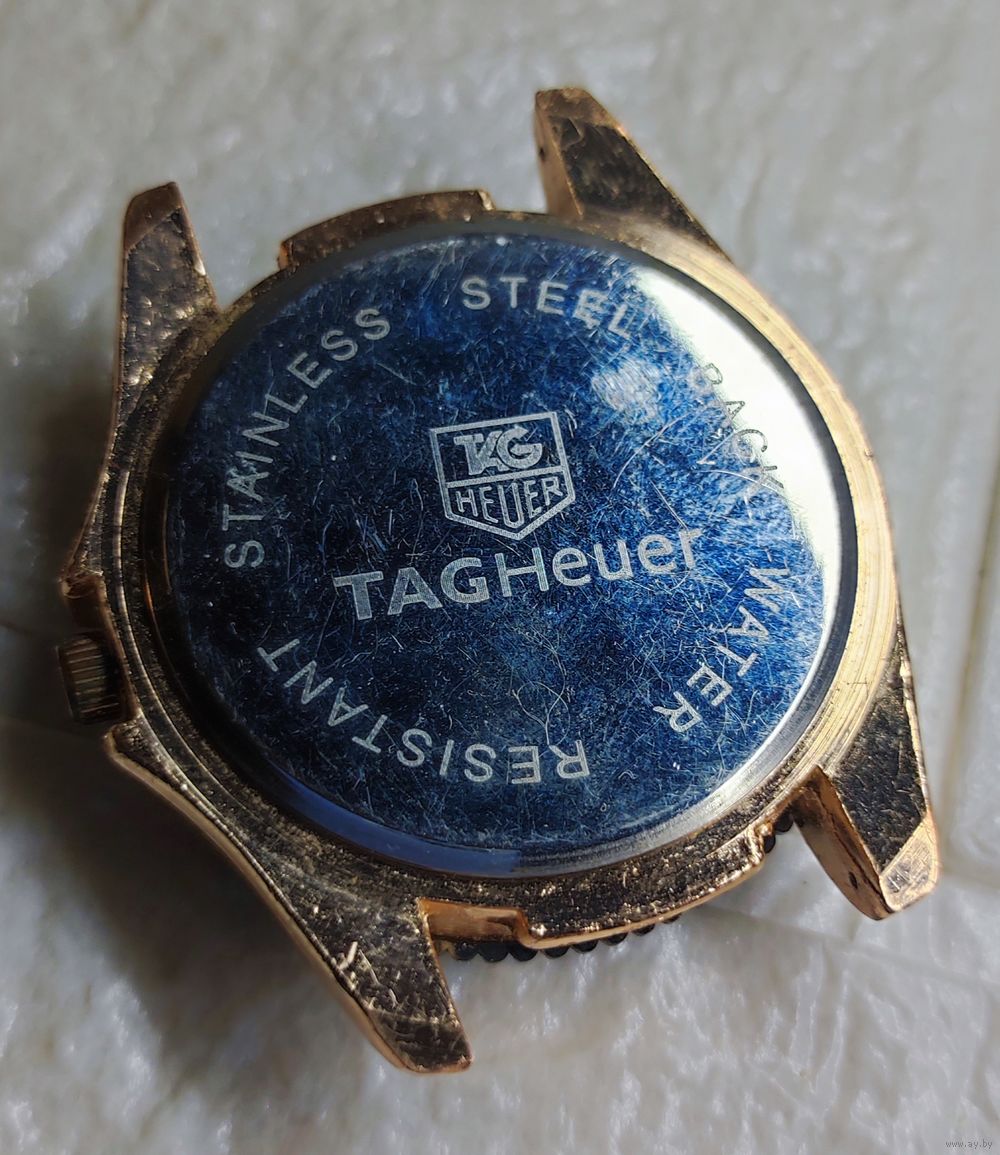 STAINLESS STEEL BACK WATER RESISTANT
TAG
HEUER
TAGHeuer
www.ay.by